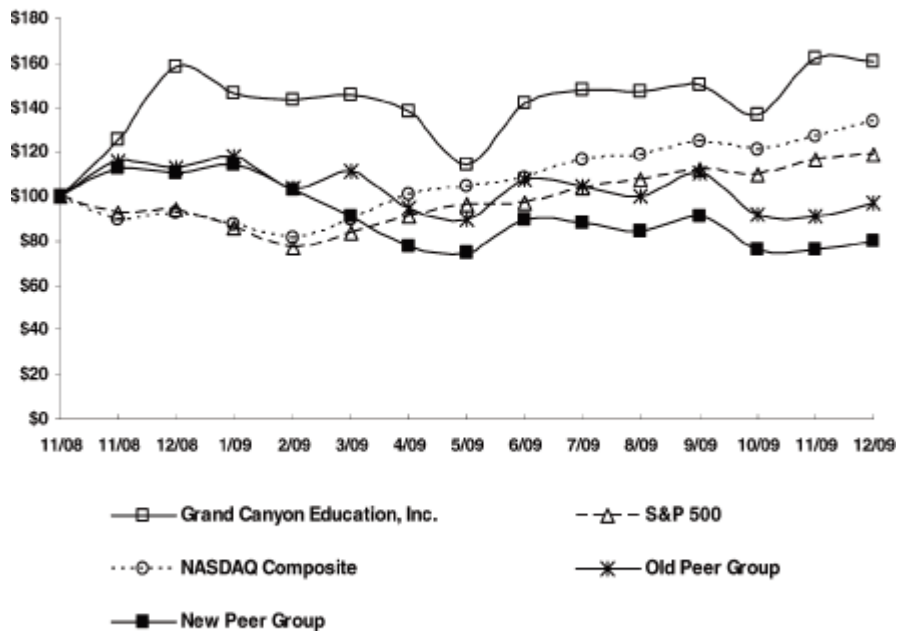 $180
$160
$140
$120
$100
$80
$60
$40
$20
$0
11/08 11/08 12/08 1/09 2/09 3/09 4/09 5/09 6/09 7/09 8/09 9/09 10/09 11/09 12/09
Grand Canyon Education, Inc. S&P 500
NASDAQ Composite Old Peer Group
New Peer Group